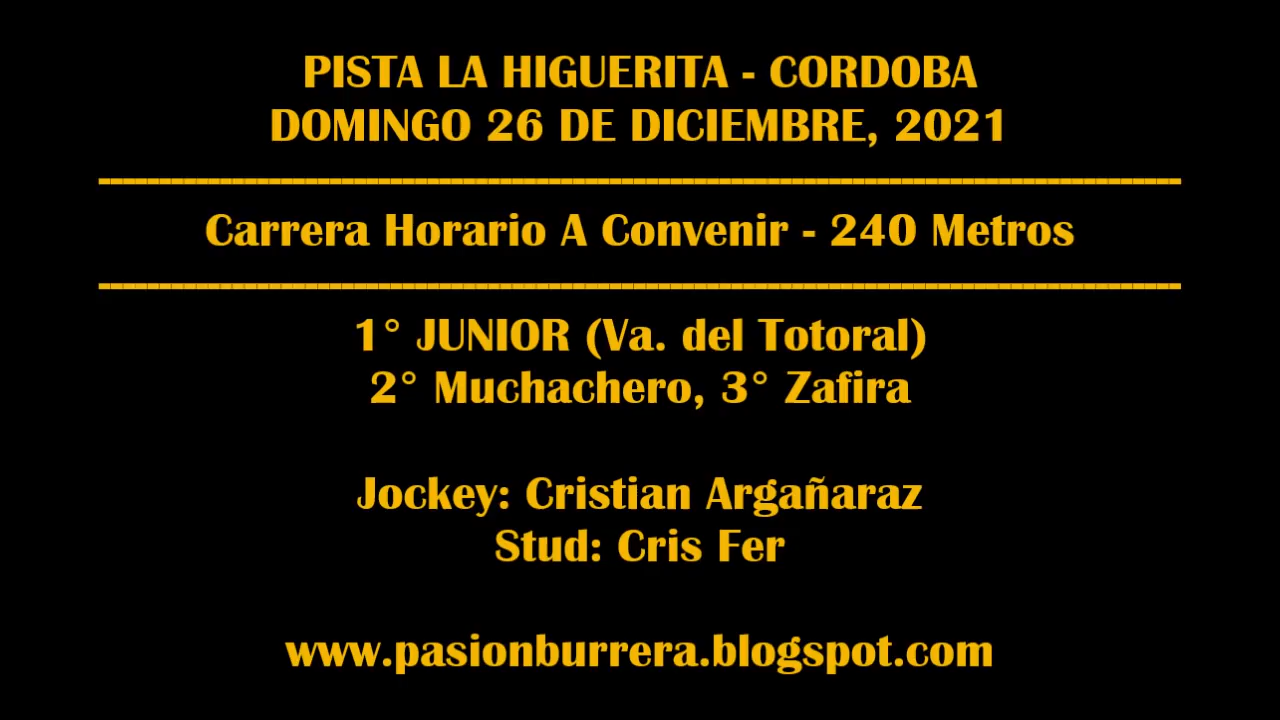 PISTA LA HIGUERITA - CORDOBA
DOMINGO 26 DE DICIEMBRE, 2021
Carrera Horario A Convenir - 240 Metros
1° JUNIOR (Va. del Totoral)
2° Muchachero, 3° Zafira
Jockey: Cristian Argañaraz
Stud: Cris Fer
www.pasionburrera.blogspot.com